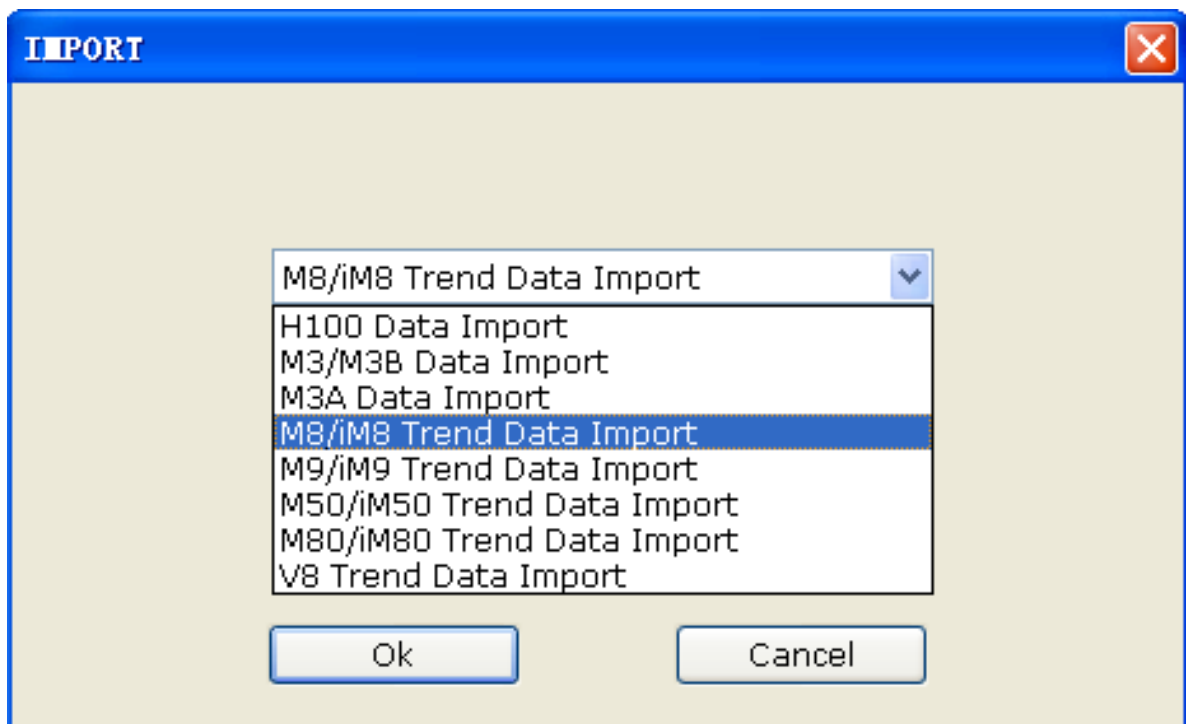 IMPORT
M8/iM8 Trend Data Import
H100 Data Import
M3/M3B Data Import
M3A Data Import
M8/iM8 Trend Data Import
M9/iM9 Trend Data Import
M50/iM50 Trend Data Import
M80/iM80 Trend Data Import
V8 Trend Data Import
Ok Cancel